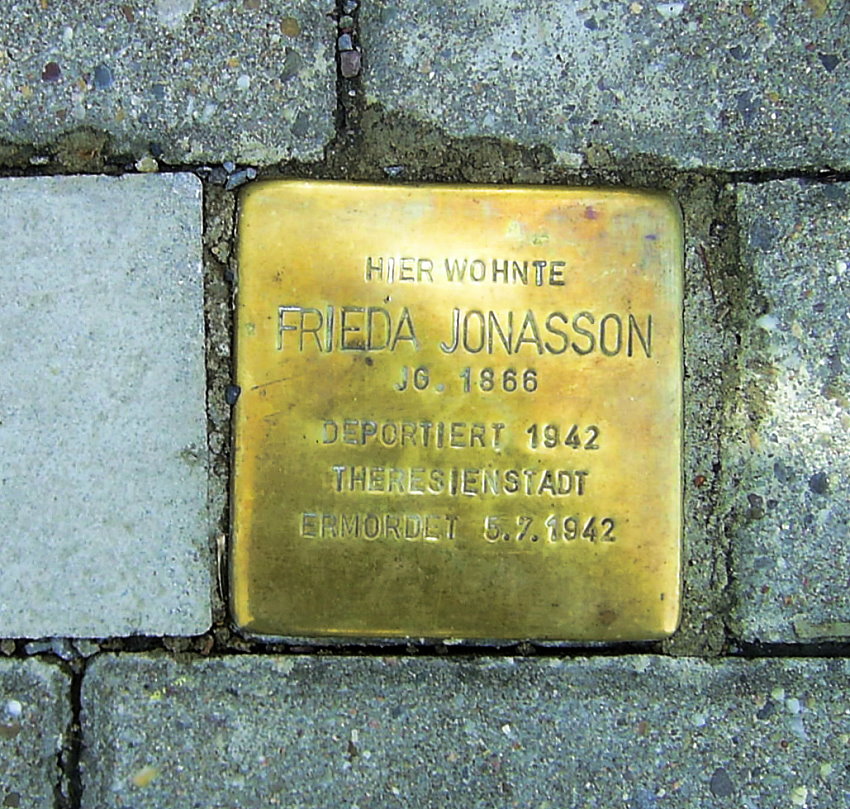 HIER WOHNTE
FRIEDA JONASSON
JG. 1866
DEPORTIERT 1942
THERESIENSTADT
ERMORDET 5.7.1942